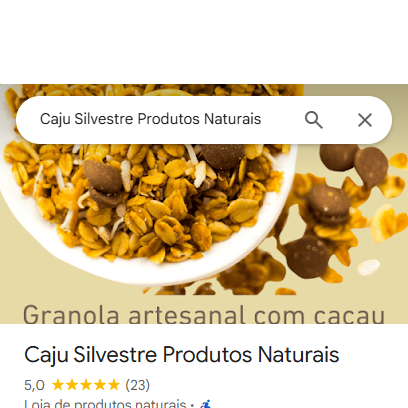 Caju Silvestre Produtos Naturais
Granola artesanal com cacau
Caju Silvestre Produtos Naturais
5,0 ★★★★★ (23)
Loja de produtos naturais ·